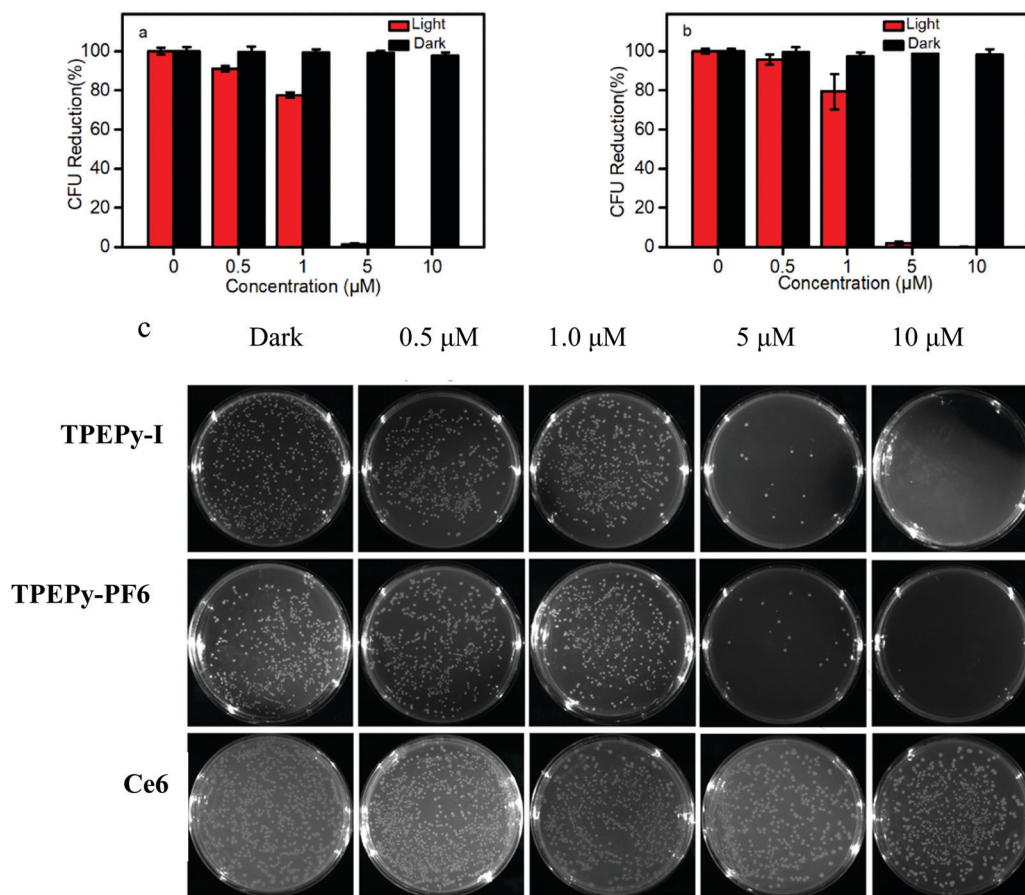 a
Light
Dark
CFU Reduction(%)
100
80
60
40
20
0
0 0.5 1 5 10
Concentration (µM)
b
Light
Dark
CFU Reduction(%)
100
80
60
40
20
0
0 0.5 1 5 10
Concentration (µM)
c
Dark 0.5 μM 1.0 μM 5 μM 10 μM
TPEPy-I
TPEPy-PF6
Ce6